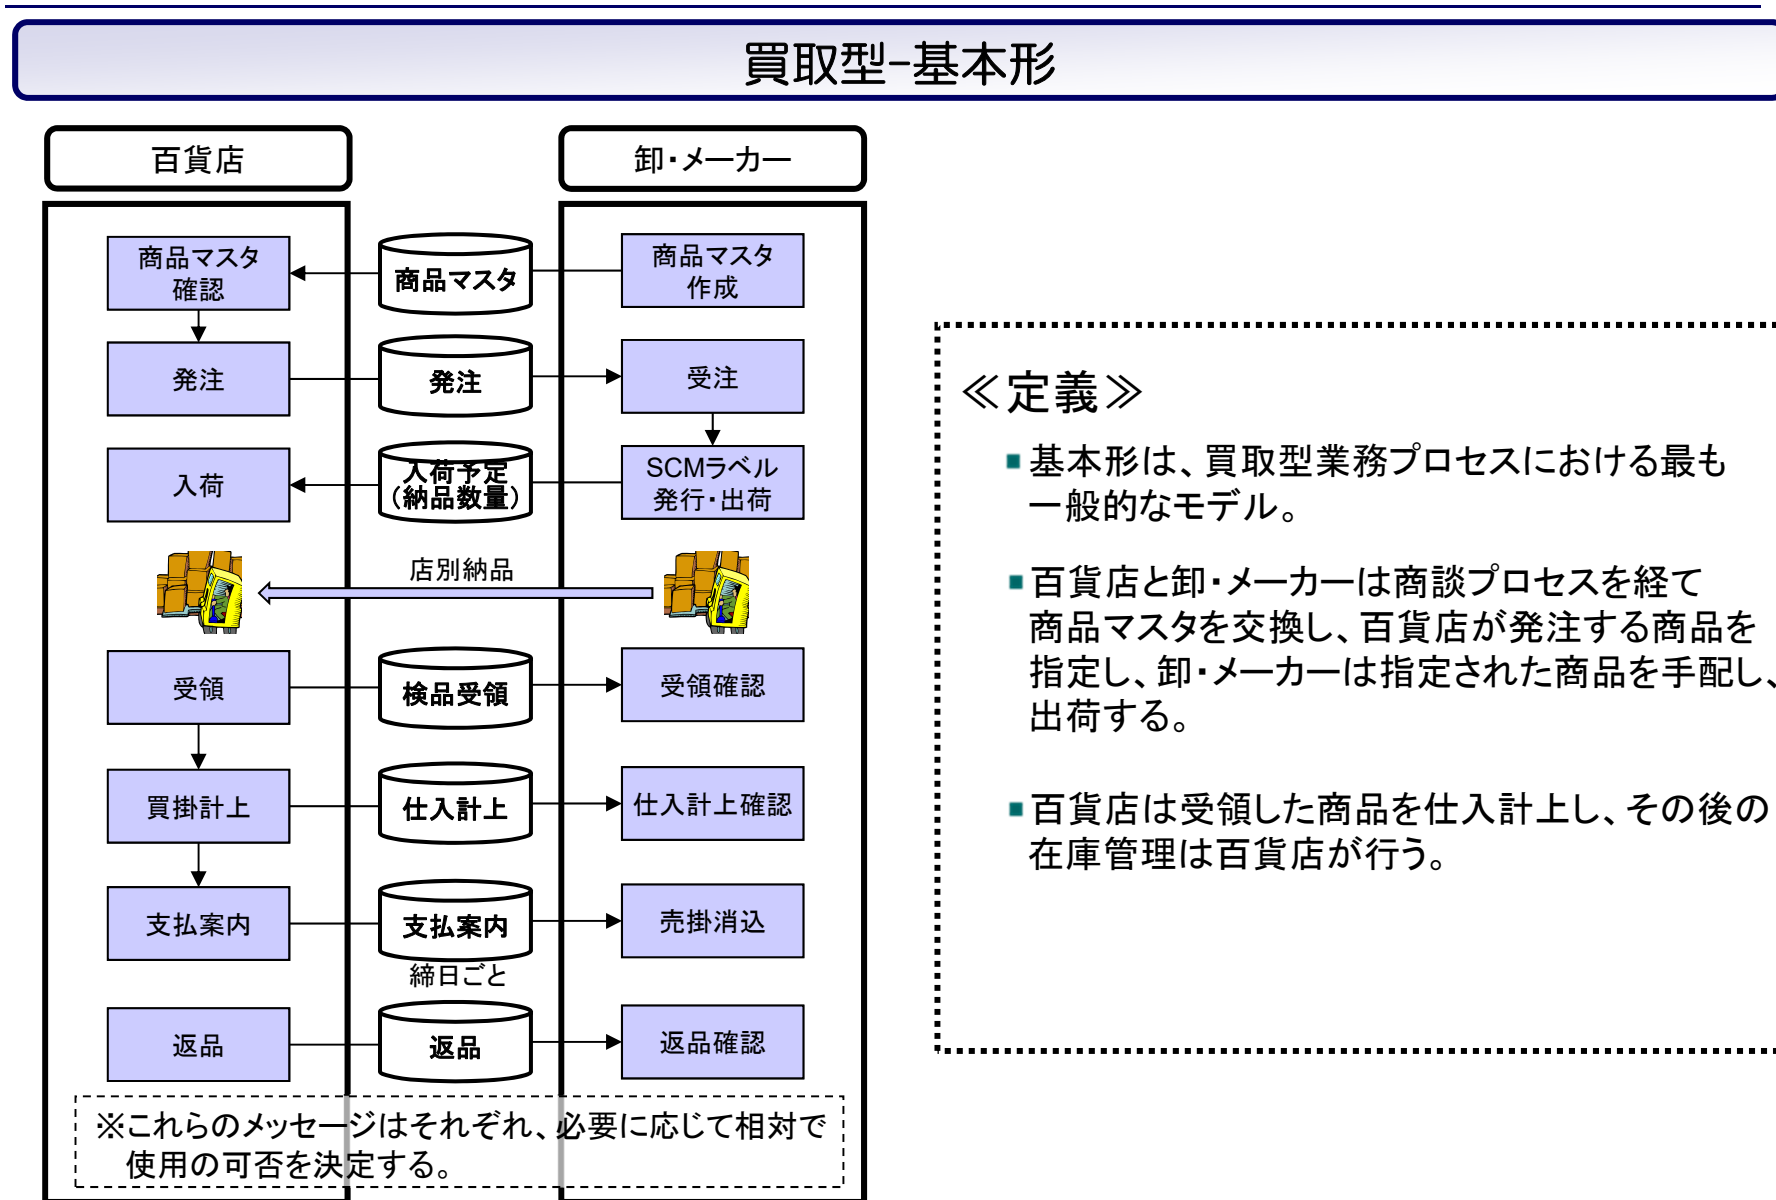 買取型-基本形
百貨店
卸・メーカー
商品マスタ
確認
商品マスタ
商品マスタ
作成
発注
発注
受注
入荷
入荷予定
(納品数量)
SCMラベル
発行・出荷
店別納品
受領
検品受領
受領確認
買掛計上
仕入計上
仕入計上確認
支払案内
支払案内
売掛消込
締日ごと
返品
返品
返品確認
※これらのメッセージはそれぞれ、必要に応じて相対で
使用の可否を決定する。
≪定義≫
▪基本形は、買取型業務プロセスにおける最も
一般的なモデル。
▪百貨店と卸・メーカーは商談プロセスを経て
商品マスタを交換し、百貨店が発注する商品を
指定し、卸・メーカーは指定された商品を手配し、
出荷する。
▪百貨店は受領した商品を仕入計上し、その後の
在庫管理は百貨店が行う。